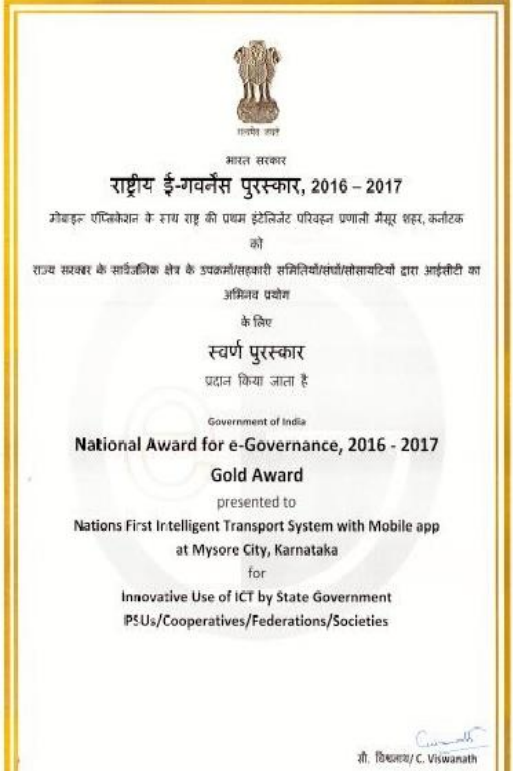 सत्यमेव जयते
भारत सरकार
राष्ट्रीय ई-गवर्नेंस पुरस्कार, 2016 – 2017
मोबाइल एप्लिकेशन के साथ राष्ट्र की प्रथम इंटेलिजेंट परिवहन प्रणाली मैसूर शहर, कर्नाटक
को
राज्य सरकार के सार्वजनिक क्षेत्र के उपक्रमों/सहकारी समितियों/संघों/सोसायटियों द्वारा आईसीटी का
अभिनव प्रयोग
के लिए
स्वर्ण पुरस्कार
प्रदान किया जाता है
Government of India
National Award for e-Governance, 2016 - 2017
Gold Award
presented to
Nations First Intelligent Transport System with Mobile app
at Mysore City, Karnataka
for
Innovative Use of ICT by State Government
PSUs/Cooperatives/Federations/Societies
सी. विश्वनाथ/ C. Viswanath